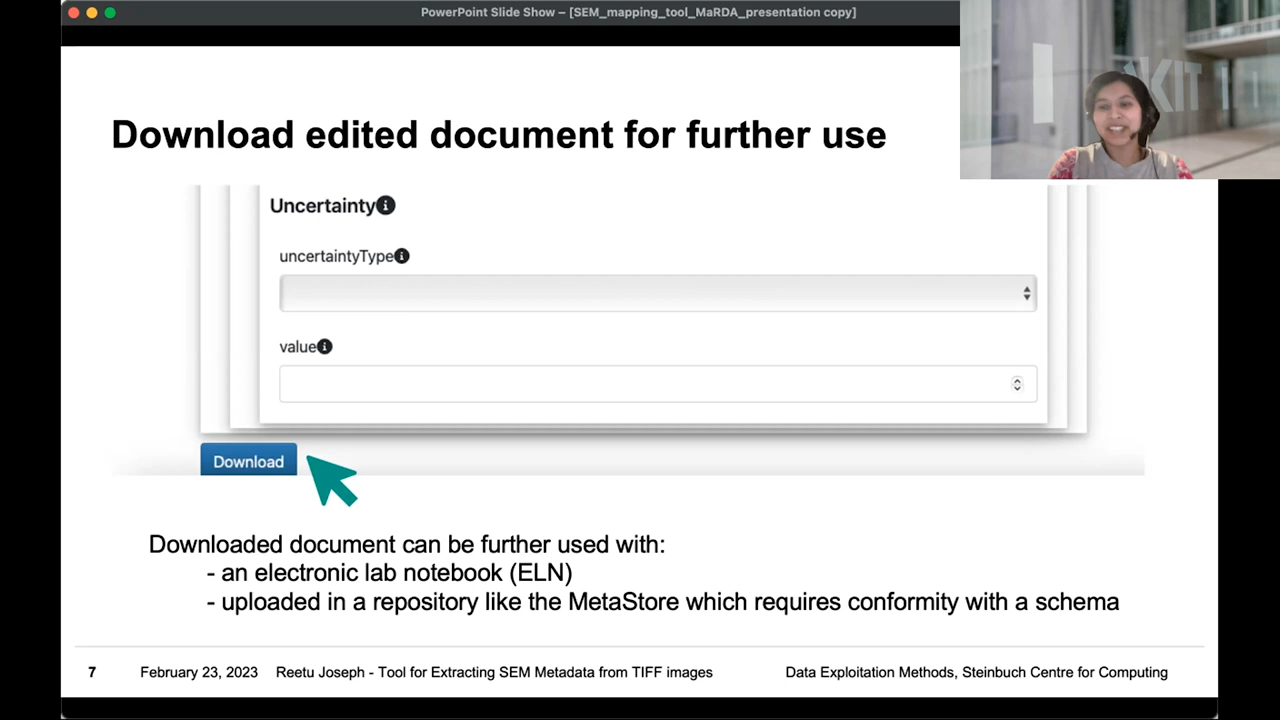 PowerPoint Slide Show – [SEM_mapping_tool_MaRDA_presentation copy]
KIT
Download edited document for further use
Uncertainty
uncertaintyType
value
Download
Downloaded document can be further used with:
- an electronic lab notebook (ELN)
- uploaded in a repository like the MetaStore which requires conformity with a schema
7 February 23, 2023 Reetu Joseph - Tool for Extracting SEM Metadata from TIFF images Data Exploitation Methods, Steinbuch Centre for Computing